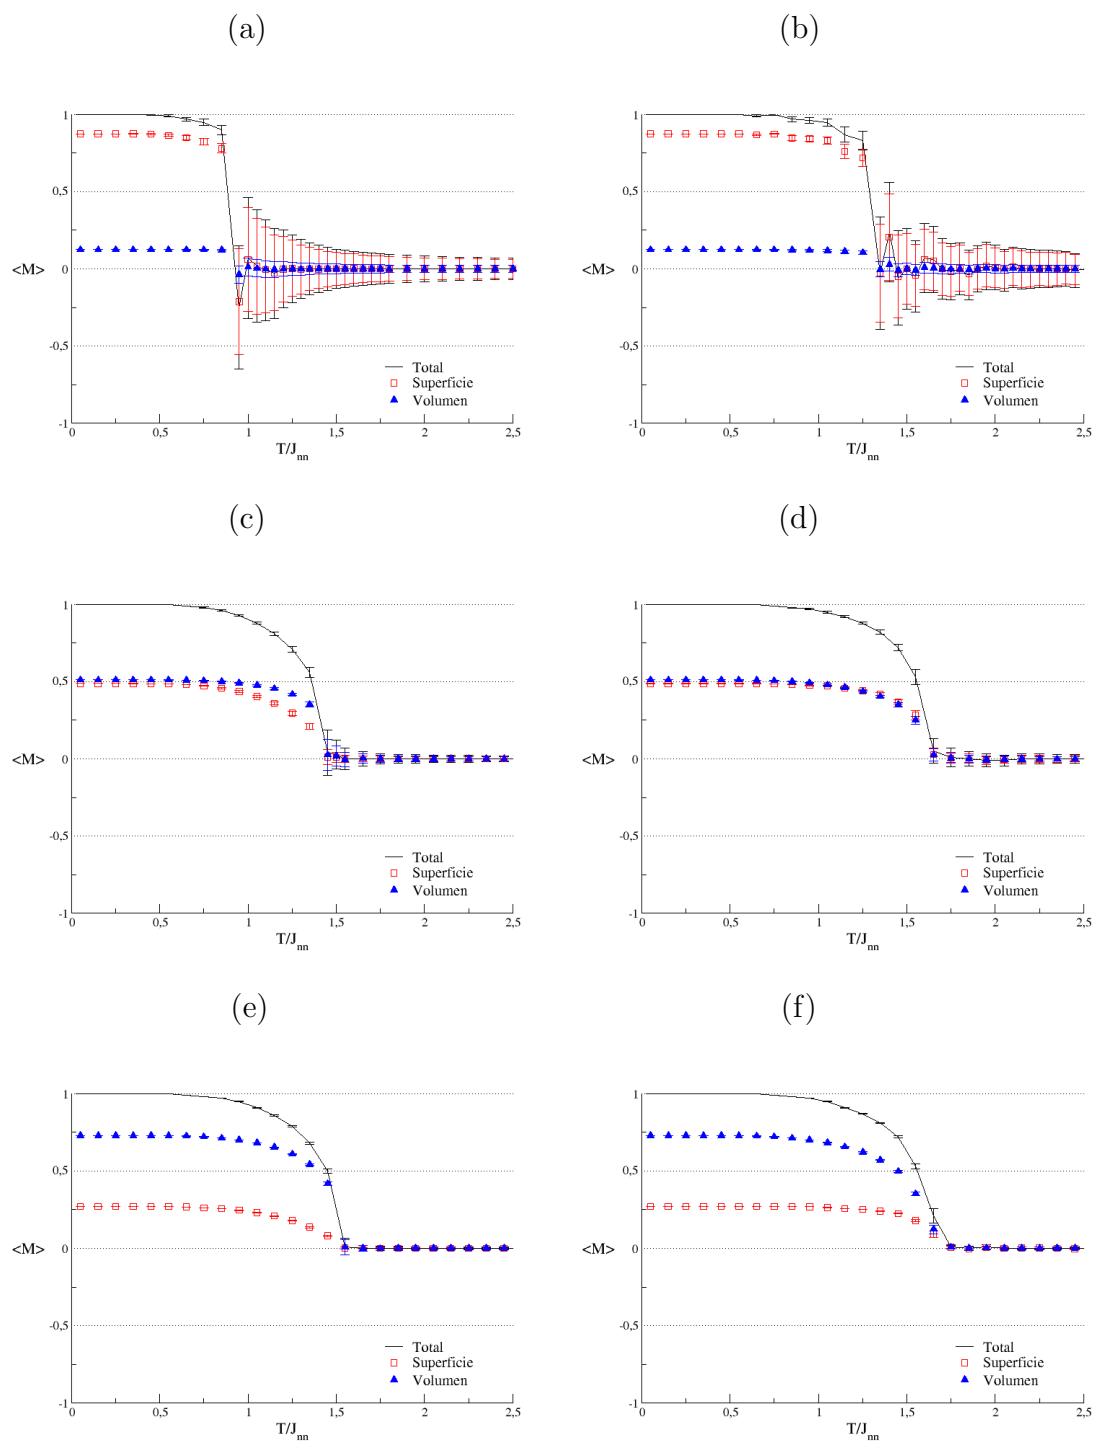 (a)
1
0,5
0
-0,5
-1
<M>
0
0,5
1
1,5
2
2,5
T/J_nn
Total
Superficie
Volumen
(b)
1
0,5
0
-0,5
-1
<M>
0
0,5
1
1,5
2
2,5
T/J_nn
Total
Superficie
Volumen
(c)
1
0,5
0
-0,5
-1
<M>
0
0,5
1
1,5
2
2,5
T/J_nn
Total
Superficie
Volumen
(d)
1
0,5
0
-0,5
-1
<M>
0
0,5
1
1,5
2
2,5
T/J_nn
Total
Superficie
Volumen
(e)
1
0,5
0
-0,5
-1
<M>
0
0,5
1
1,5
2
2,5
T/J_nn
Total
Superficie
Volumen
(f)
1
0,5
0
-0,5
-1
<M>
0
0,5
1
1,5
2
2,5
T/J_nn
Total
Superficie
Volumen